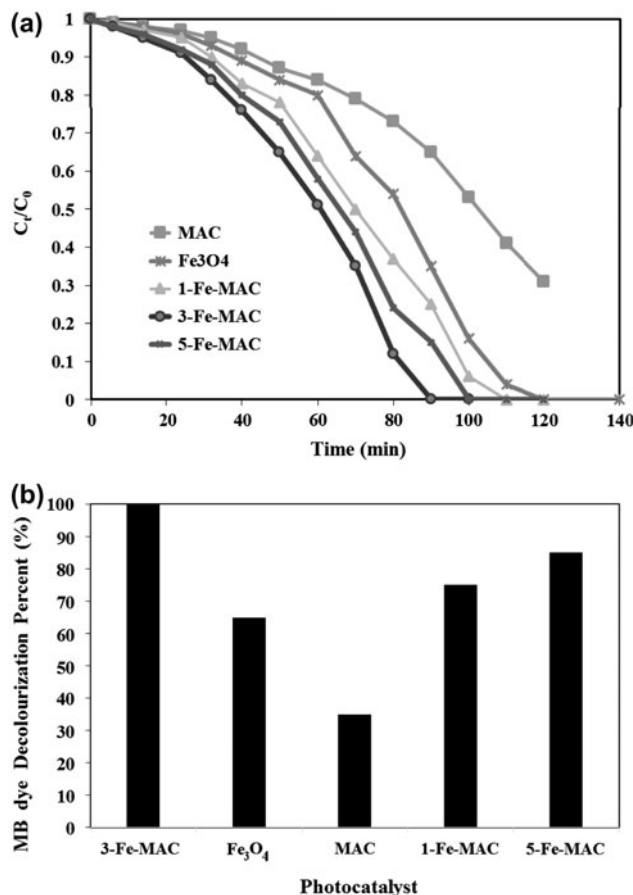 (a)
1
0.9
0.8
0.7
0.6
0.5
0.4
0.3
0.2
0.1
0
Ct/C0
MAC
Fe3O4
1-Fe-MAC
3-Fe-MAC
5-Fe-MAC
0 20 40 60 80 100 120 140
Time (min)
(b)
100
90
80
70
60
50
40
30
20
10
0
MB dye Decolourization Percent (%)
3-Fe-MAC Fe₃O₄ MAC 1-Fe-MAC 5-Fe-MAC
Photocatalyst